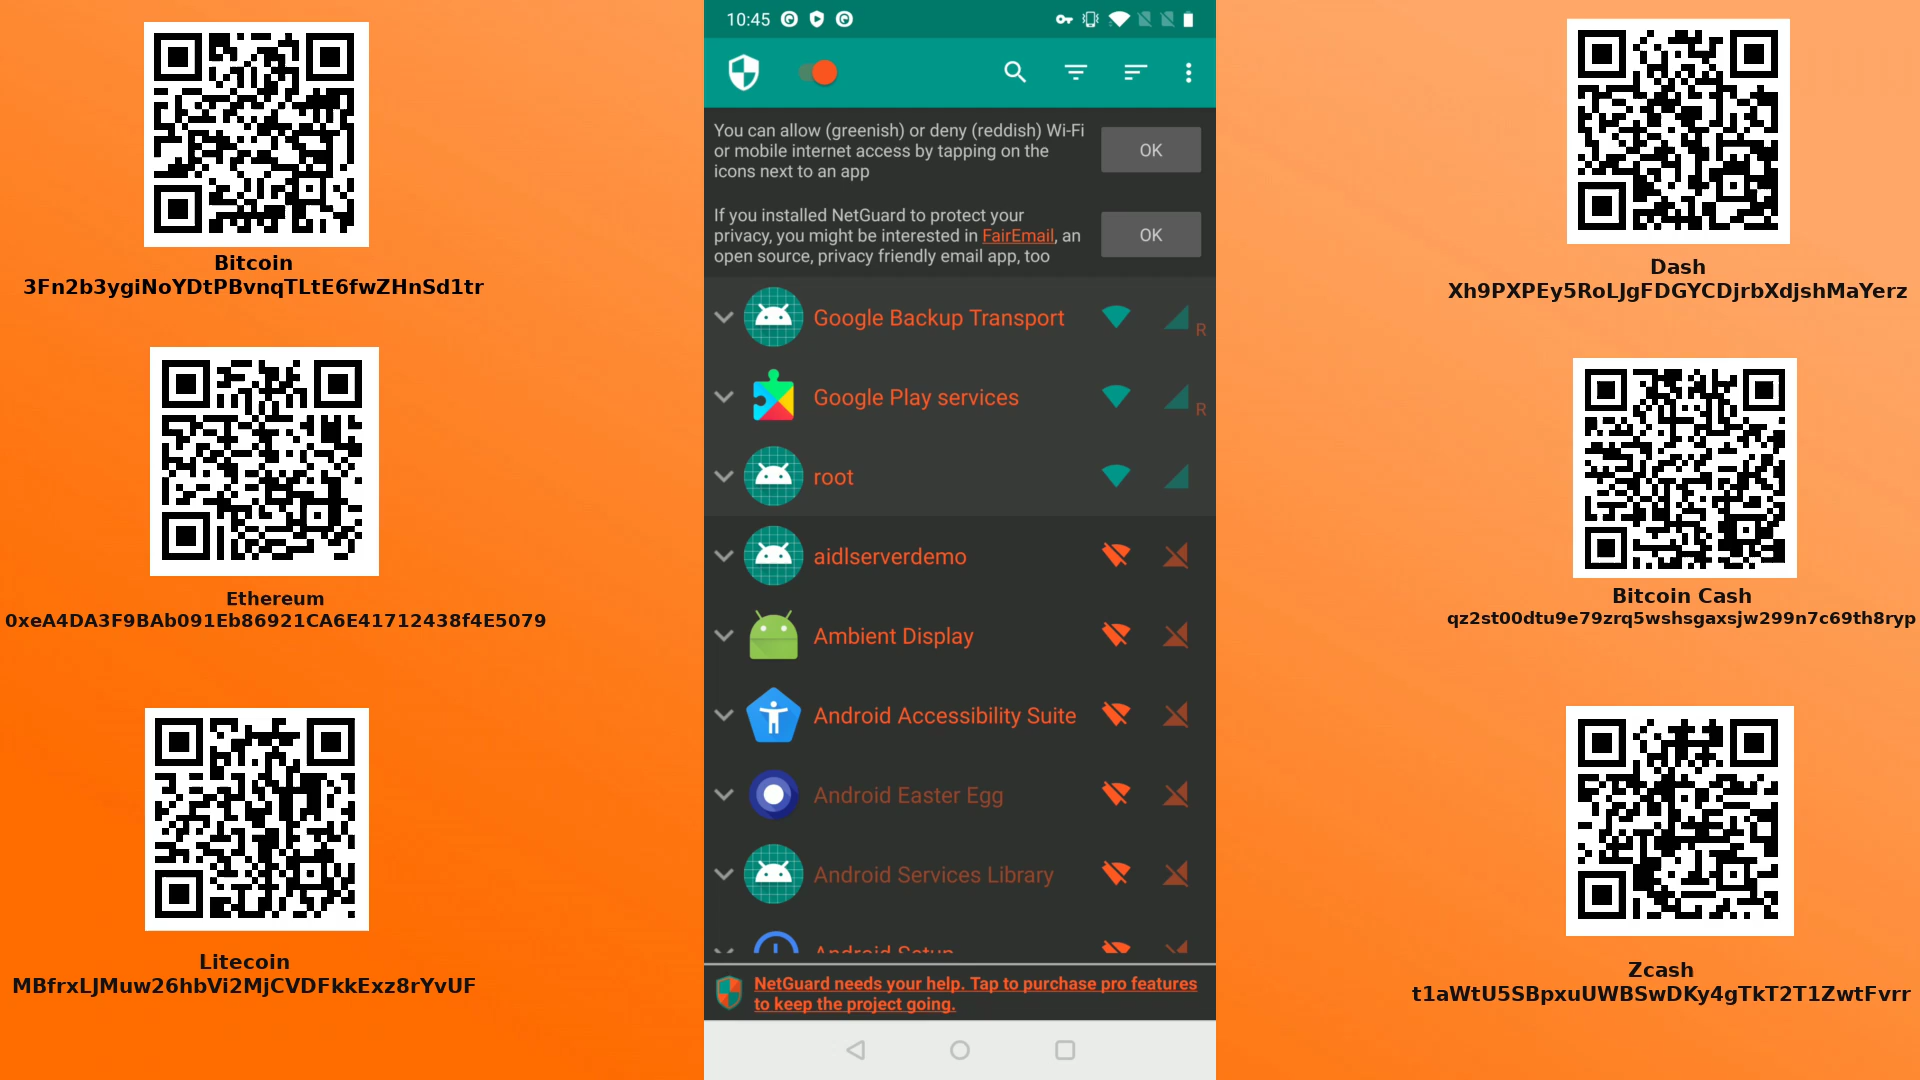 Bitcoin
3Fn2b3ygiNoYDtPBvnqTLtE6fwZHnSd1tr
Ethereum
0xeA4DA3F9BAb091Eb86921CA6E41712438f4E5079
Litecoin
MBfrxLJMuw26hbVi2MjCVDFkkExz8rYvUF
10:45
You can allow (greenish) or deny (reddish) Wi-Fi
or mobile internet access by tapping on the
icons next to an app
OK
If you installed NetGuard to protect your
privacy, you might be interested in FairEmail, an
open source, privacy friendly email app, too
OK
Google Backup Transport
R
Google Play services
R
root
aidlserverdemo
Ambient Display
Android Accessibility Suite
Android Easter Egg
Android Services Library
Android Setup
NetGuard needs your help. Tap to purchase pro features
to keep the project going.
Dash
Xh9PXPEy5RoLJgFDGYCDjrbXdjshMaYerz
Bitcoin Cash
qz2st00dtu9e79zrq5wshsgaxsjw299n7c69th8ryp
Zcash
t1aWtU5SBpxuUWBSwDKy4gTkT2T1ZwtFvrr